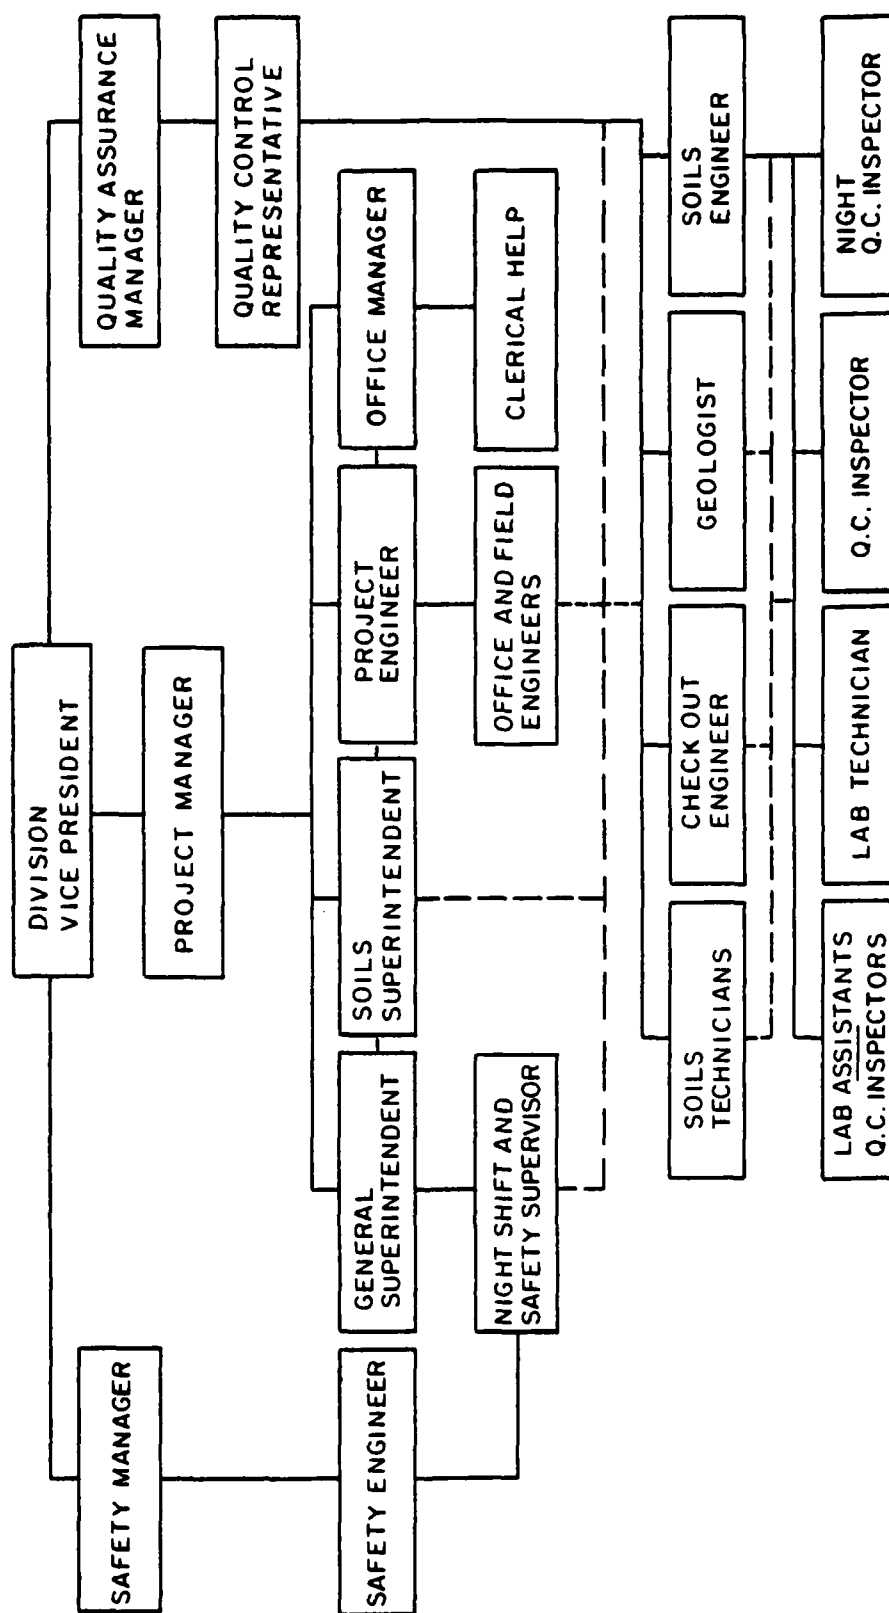 DIVISION
VICE PRESIDENT
SAFETY MANAGER
QUALITY ASSURANCE
MANAGER
PROJECT MANAGER
QUALITY CONTROL
REPRESENTATIVE
SAFETY ENGINEER
GENERAL
SUPERINTENDENT
SOILS
SUPERINTENDENT
PROJECT
ENGINEER
OFFICE MANAGER
NIGHT SHIFT AND
SAFETY SUPERVISOR
OFFICE AND FIELD
ENGINEERS
CLERICAL HELP
SOILS
TECHNICIANS
CHECK OUT
ENGINEER
GEOLOGIST
SOILS
ENGINEER
LAB ASSISTANTS
Q.C. INSPECTORS
LAB TECHNICIAN
Q.C. INSPECTOR
NIGHT
Q.C. INSPECTOR